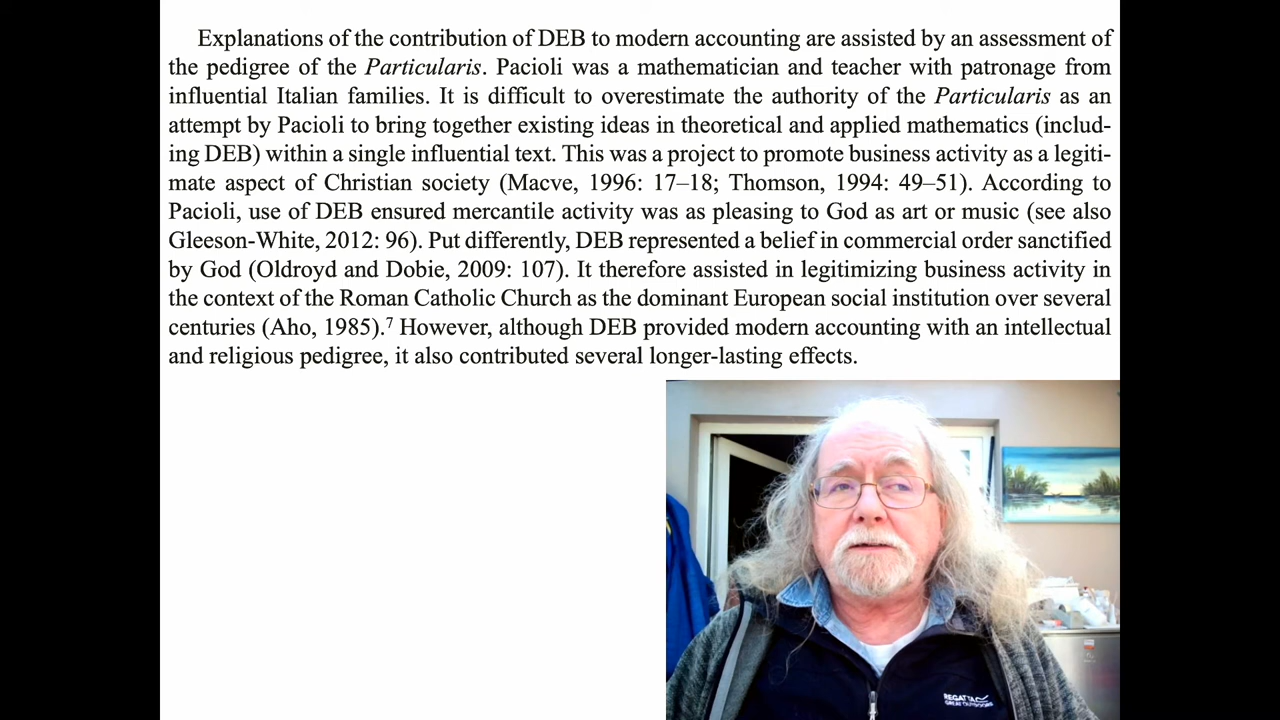 Explanations of the contribution of DEB to modern accounting are assisted by an assessment of
the pedigree of the Particularis. Pacioli was a mathematician and teacher with patronage from
influential Italian families. It is difficult to overestimate the authority of the Particularis as an
attempt by Pacioli to bring together existing ideas in theoretical and applied mathematics (includ-
ing DEB) within a single influential text. This was a project to promote business activity as a legiti-
mate aspect of Christian society (Macve, 1996: 17–18; Thomson, 1994: 49–51). According to
Pacioli, use of DEB ensured mercantile activity was as pleasing to God as art or music (see also
Gleeson-White, 2012: 96). Put differently, DEB represented a belief in commercial order sanctified
by God (Oldroyd and Dobie, 2009: 107). It therefore assisted in legitimizing business activity in
the context of the Roman Catholic Church as the dominant European social institution over several
centuries (Aho, 1985).7 However, although DEB provided modern accounting with an intellectual
and religious pedigree, it also contributed several longer-lasting effects.
REGATTA
GREAT OUTDOORS